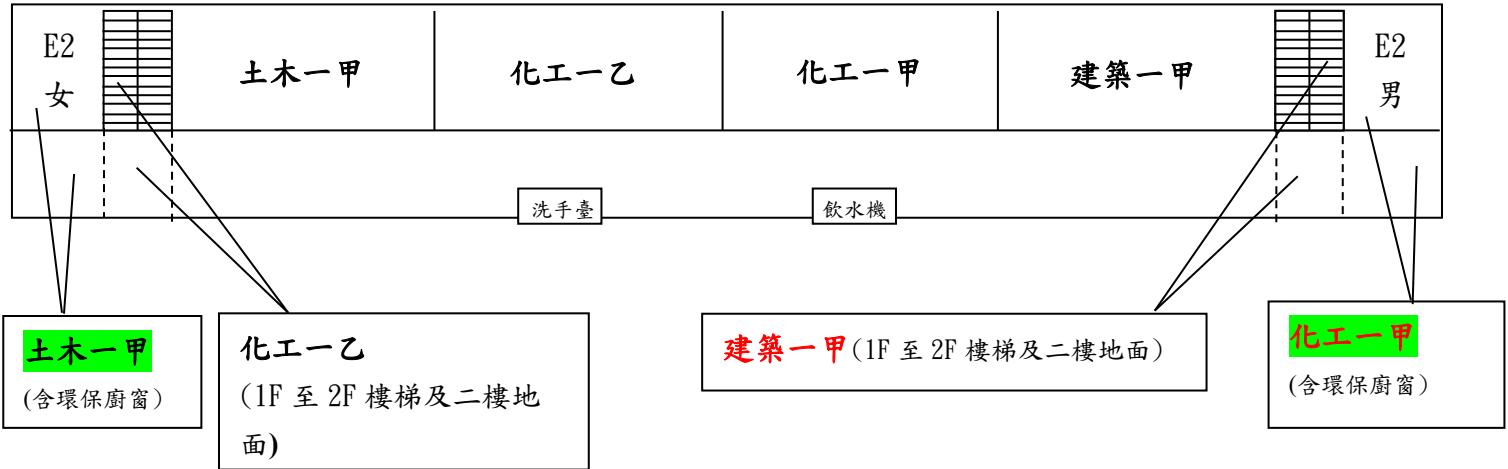 E2
女
土木一甲
化工一乙
化工一甲
建築一甲
E2
男
洗手臺
飲水機
土木一甲
(含環保廚窗)
化工一乙
(1F 至 2F 樓梯及二樓地
面)
建築一甲(1F 至 2F 樓梯及二樓地面)
化工一甲
(含環保廚窗)